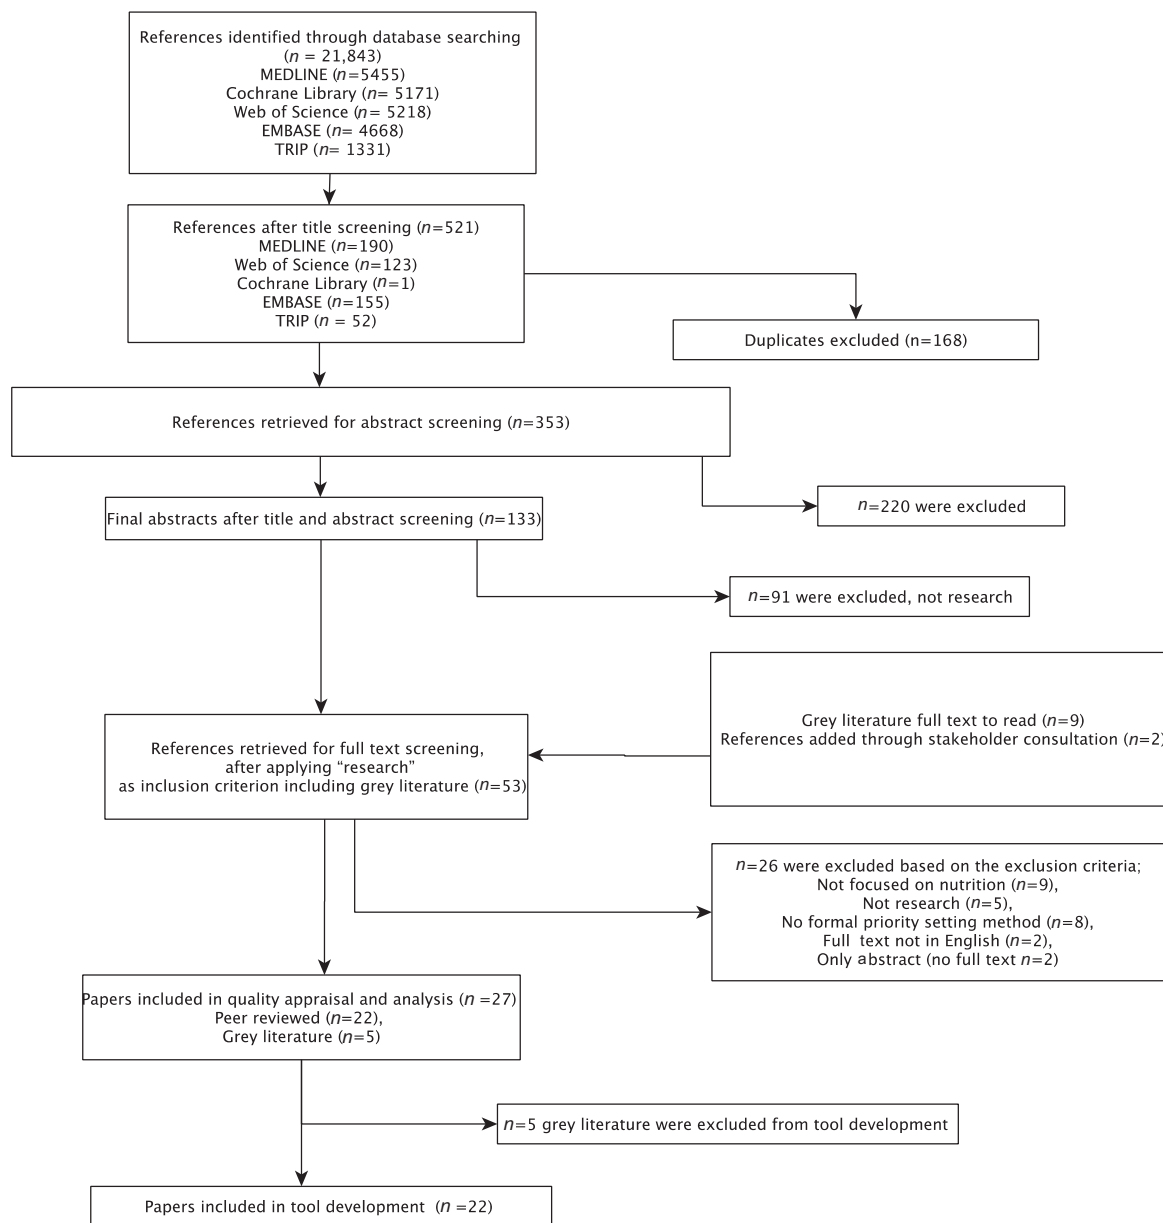 References identified through database searching
(n = 21,843)
MEDLINE (n=5455)
Cochrane Library (n= 5171)
Web of Science (n= 5218)
EMBASE (n= 4668)
TRIP (n= 1331)
References after title screening (n=521)
MEDLINE (n=190)
Web of Science (n=123)
Cochrane Library (n=1)
EMBASE (n=155)
TRIP (n = 52)
Duplicates excluded (n=168)
References retrieved for abstract screening (n=353)
n=220 were excluded
Final abstracts after title and abstract screening (n=133)
n=91 were excluded, not research
Grey literature full text to read (n=9)
References added through stakeholder consultation (n=2)
References retrieved for full text screening,
after applying “research”
as inclusion criterion including grey literature (n=53)
n=26 were excluded based on the exclusion criteria;
Not focused on nutrition (n=9),
Not research (n=5),
No formal priority setting method (n=8),
Full text not in English (n=2),
Only abstract (no full text n=2)
Papers included in quality appraisal and analysis (n =27)
Peer reviewed (n=22),
Grey literature (n=5)
n=5 grey literature were excluded from tool development
Papers included in tool development (n =22)